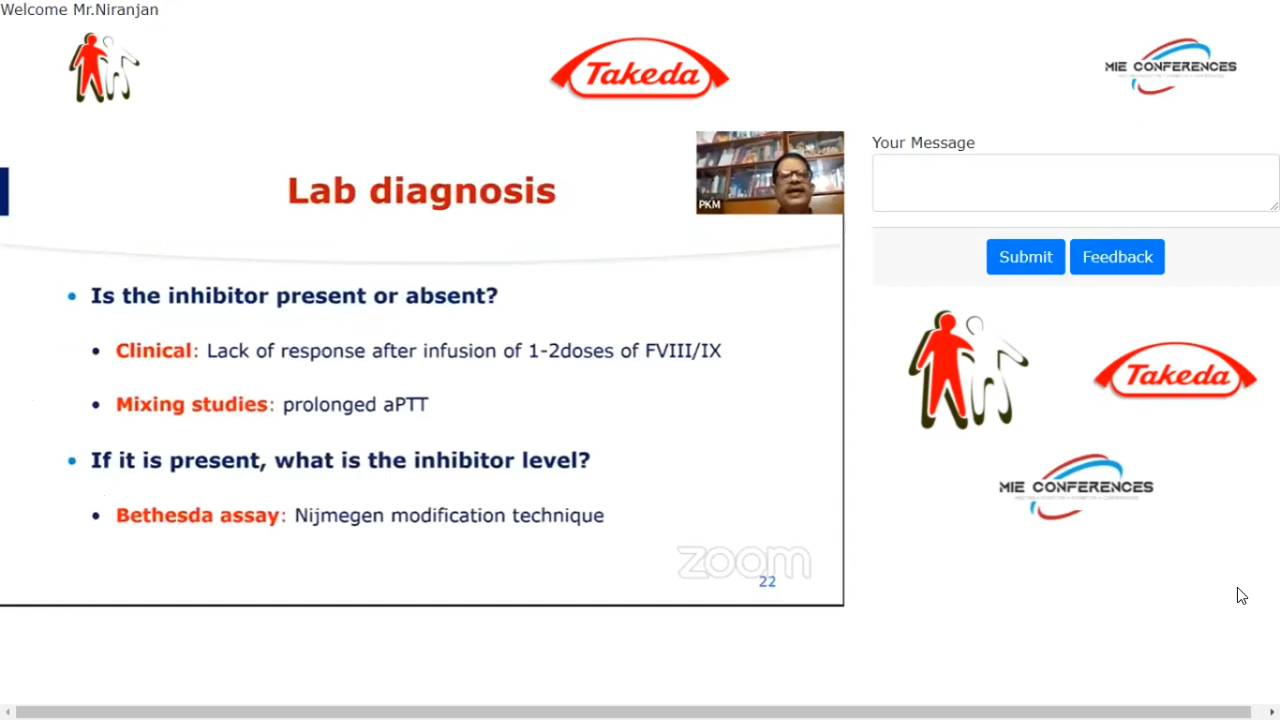 Welcome Mr.Niranjan
Takeda
MIE CONFERENCES
Your Message
PKM
Lab diagnosis
Submit
Feedback
• Is the inhibitor present or absent?
• Clinical: Lack of response after infusion of 1-2doses of FVIII/IX
• Mixing studies: prolonged aPTT
• If it is present, what is the inhibitor level?
• Bethesda assay: Nijmegen modification technique
zoom
22
Takeda
MIE CONFERENCES